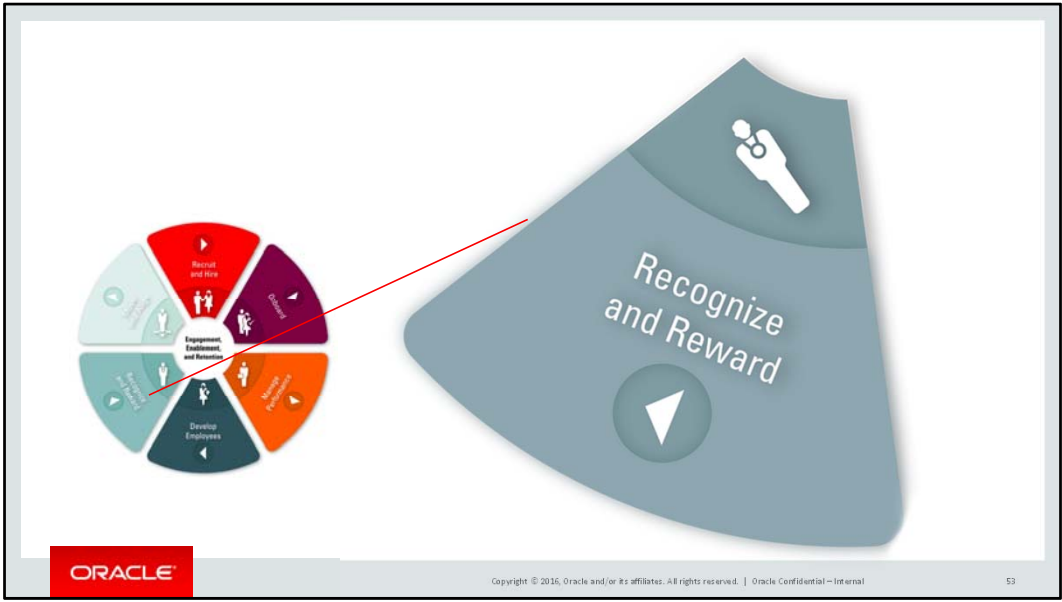 Recruit
and Hire
Onboard
Engagement,
Enablement,
and Retention
Recognize
and Reward
Manage
Performance
Develop
Employees
Recognize
and Reward
ORACLE®
Copyright © 2016, Oracle and/or its affiliates. All rights reserved. | Oracle Confidential – Internal
53